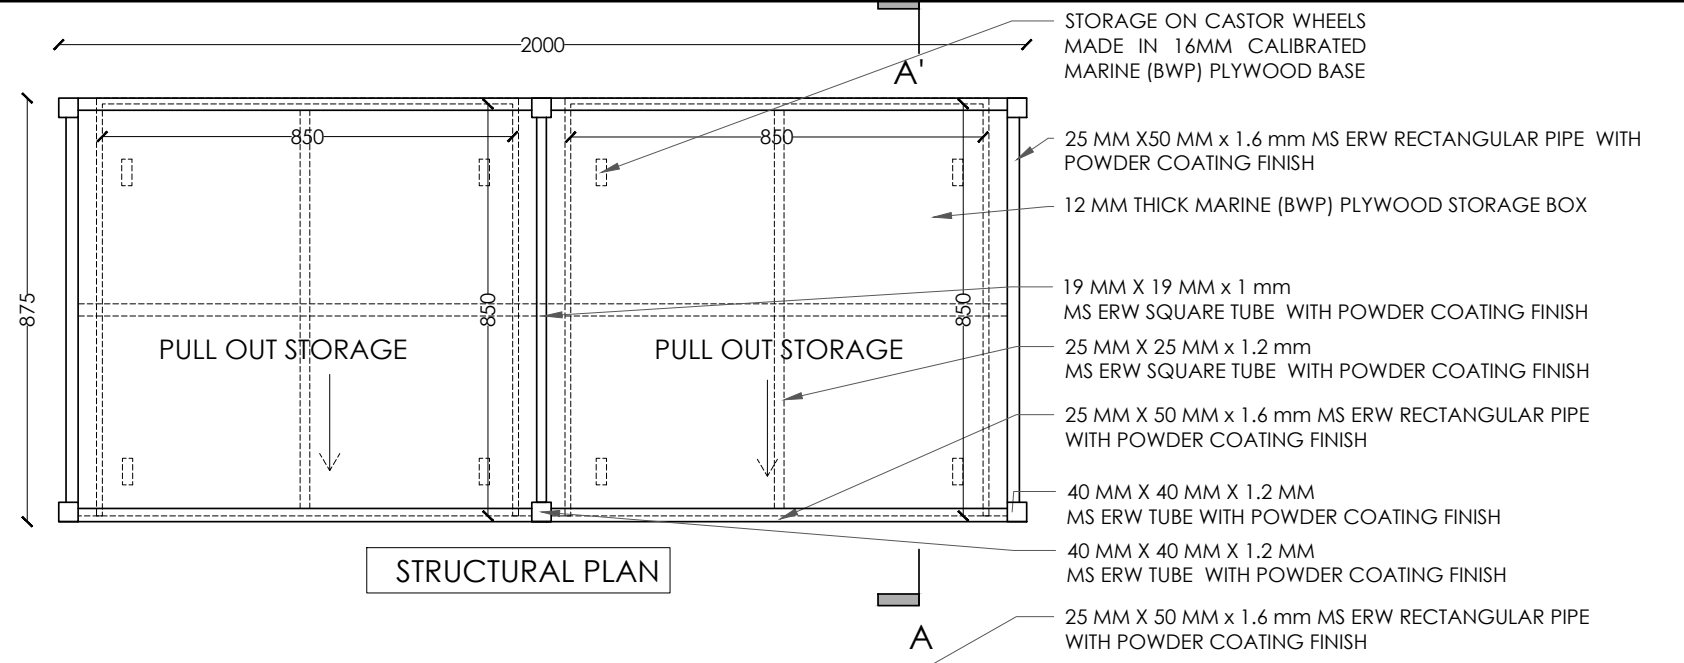 STORAGE ON CASTOR WHEELS
MADE IN 16MM CALIBRATED
MARINE (BWP) PLYWOOD BASE
2000
A'
850
850
25 MM X50 MM x 1.6 mm MS ERW RECTANGULAR PIPE WITH
POWDER COATING FINISH
12 MM THICK MARINE (BWP) PLYWOOD STORAGE BOX
875
850
850
19 MM X 19 MM x 1 mm
MS ERW SQUARE TUBE WITH POWDER COATING FINISH
PULL OUT STORAGE
PULL OUT STORAGE
25 MM X 25 MM x 1.2 mm
MS ERW SQUARE TUBE WITH POWDER COATING FINISH
25 MM X 50 MM x 1.6 mm MS ERW RECTANGULAR PIPE
WITH POWDER COATING FINISH
40 MM X 40 MM X 1.2 MM
MS ERW TUBE WITH POWDER COATING FINISH
40 MM X 40 MM X 1.2 MM
MS ERW TUBE WITH POWDER COATING FINISH
STRUCTURAL PLAN
25 MM X 50 MM x 1.6 mm MS ERW RECTANGULAR PIPE
WITH POWDER COATING FINISH
A